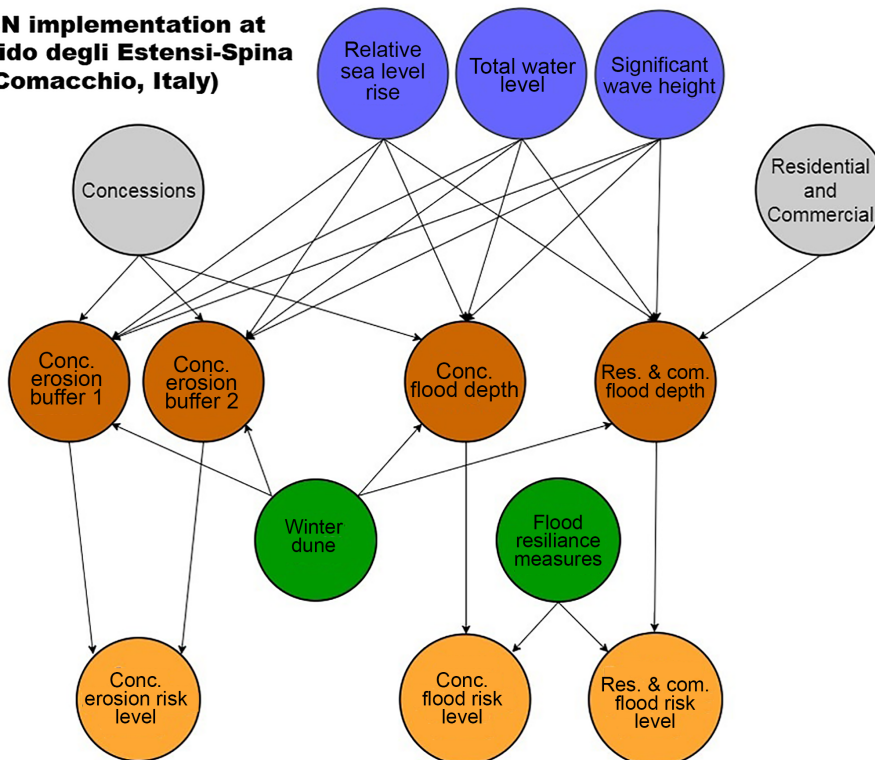 N implementation at
ido degli Estensi-Spina
Comacchio, Italy)
Relative
sea level
rise
Total water
level
Significant
wave height
Concessions
Residential
and
Commercial
Conc.
erosion
buffer 1
Conc.
erosion
buffer 2
Conc.
flood depth
Res. & com.
flood depth
Winter
dune
Flood
resiliance
measures
Conc.
erosion risk
level
Conc.
flood risk
level
Res. & com.
flood risk
level